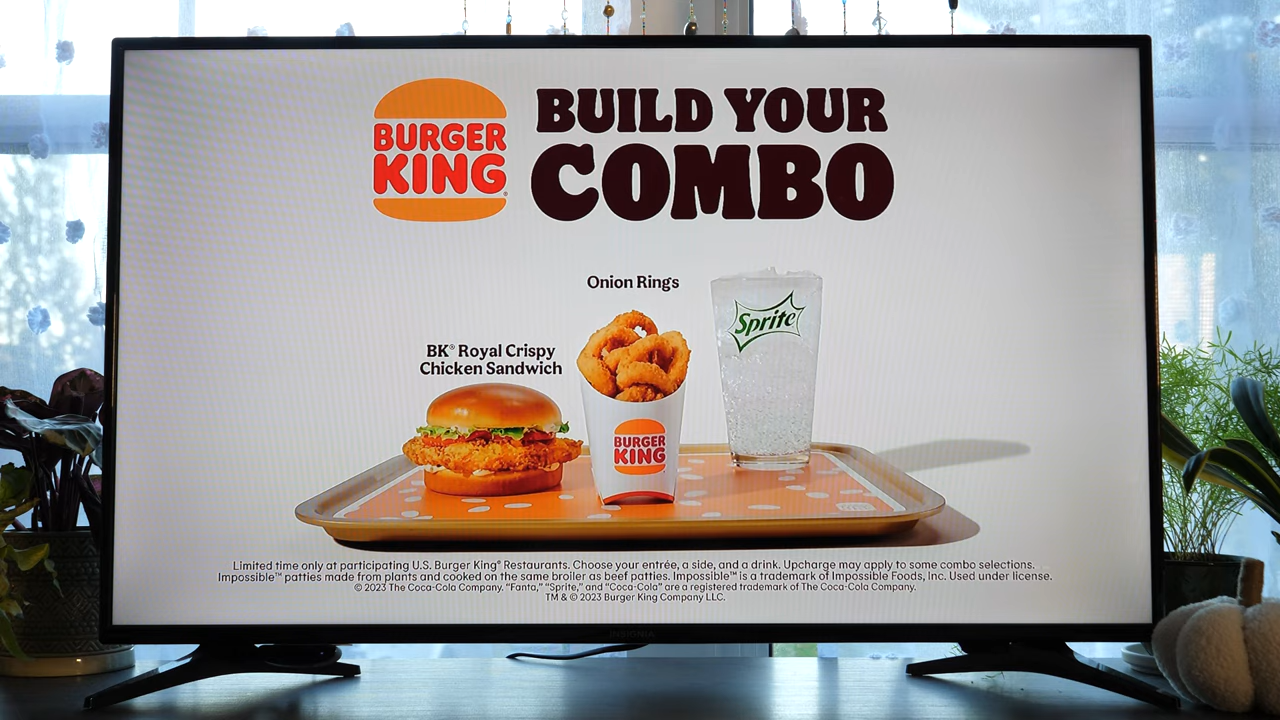 BURGER
KING®
BUILD YOUR
COMBO
Onion Rings
Sprite
BK® Royal Crispy
Chicken Sandwich
BURGER
KING
Limited time only at participating U.S. Burger King® Restaurants. Choose your entrée, a side, and a drink. Upcharge may apply to some combo selections.
Impossible™ patties made from plants and cooked on the same broiler as beef patties. Impossible™ is a trademark of Impossible Foods, Inc. Used under license.
© 2023 The Coca-Cola Company. “Fanta,” “Sprite,” and “Coca-Cola” are a registered trademark of The Coca-Cola Company.
TM & © 2023 Burger King Company LLC.
INSIGNIA